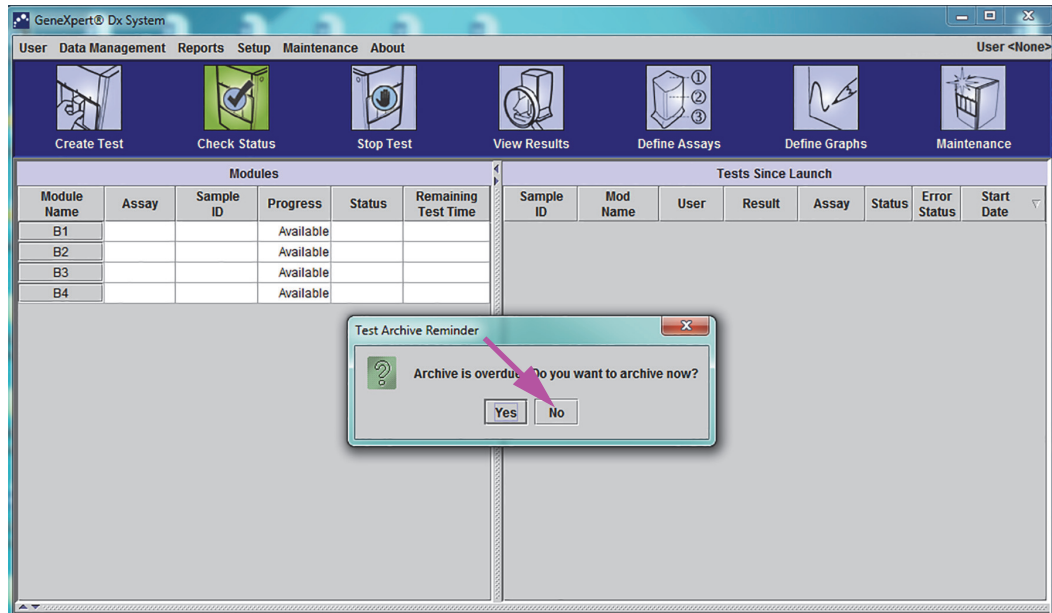 GeneXpert® Dx System
User Data Management Reports Setup Maintenance About User <None>
Create Test Check Status Stop Test View Results Define Assays Define Graphs Maintenance
1
2
3
Modules Tests Since Launch
Module Name Assay Sample ID Progress Status Remaining Test Time Sample ID Mod Name User Result Assay Status Error Status Start Date
B1 Available
B2 Available
B3 Available
B4 Available
Test Archive Reminder
Archive is overdue. Do you want to archive now?
Yes No